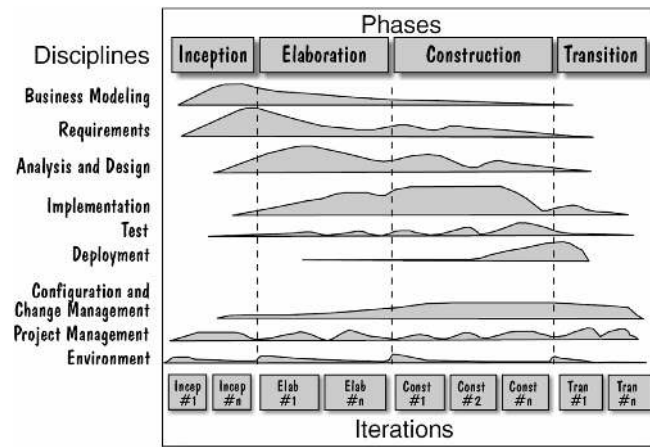 Phases
Disciplines
Inception Elaboration Construction Transition
Business Modeling
Requirements
Analysis and Design
Implementation
Test
Deployment
Configuration and
Change Management
Project Management
Environment
Incep Incep Elab Elab Const Const Const Tran Tran
#1 #n #1 #n #1 #2 #n #1 #n
Iterations